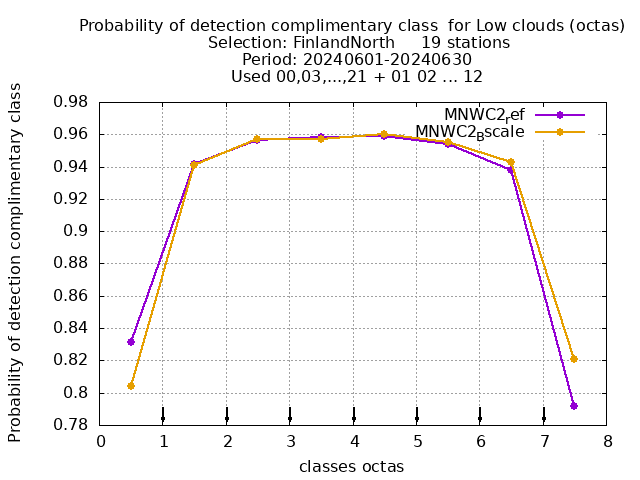 Probability of detection complimentary class  for Low clouds (octas)
Selection: FinlandNorth     19 stations
Period: 20240601-20240630
Used 00,03,...,21 + 01 02 ... 12
Probability of detection complimentary class
MNWC2_ref
MNWC2_Bscale
0.98
0.96
0.94
0.92
0.9
0.88
0.86
0.84
0.82
0.8
0.78
0 1 2 3 4 5 6 7 8
classes octas